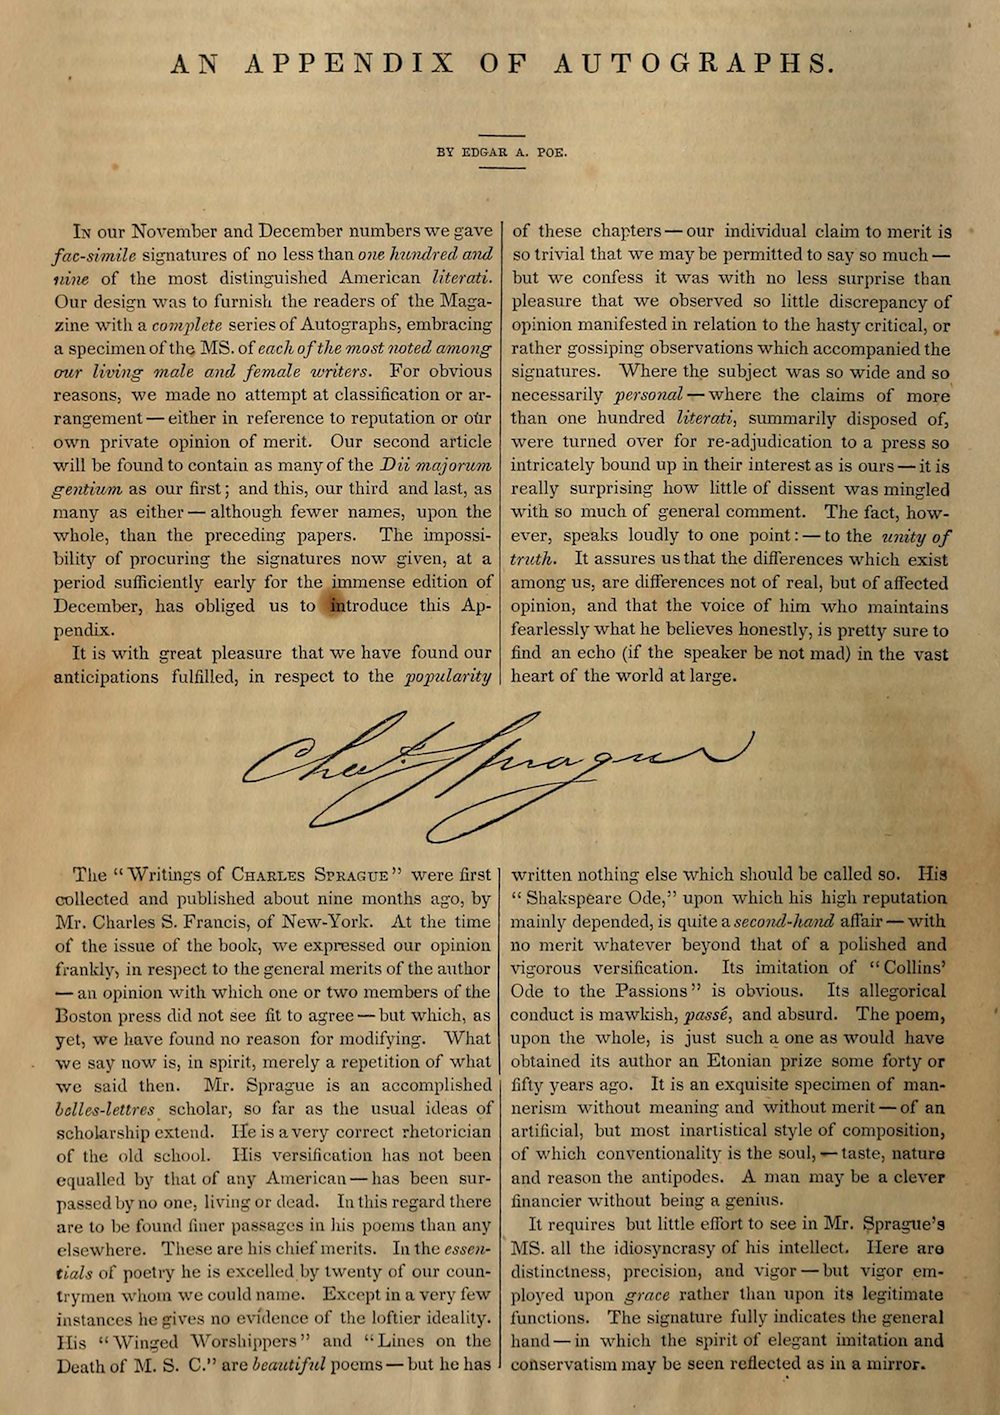 AN APPENDIX OF AUTOGRAPHS.
BY EDGAR A. POE.
In our November and December numbers we gave
fac-simile signatures of no less than one hundred and
nine of the most distinguished American literati.
Our design was to furnish the readers of the Maga-
zine with a complete series of Autographs, embracing
a specimen of the MS. of each of the most noted among
our living male and female writers. For obvious
reasons, we made no attempt at classification or ar-
rangement — either in reference to reputation or our
own private opinion of merit. Our second article
will be found to contain as many of the Dii majorum
gentium as our first; and this, our third and last, as
many as either — although fewer names, upon the
whole, than the preceding papers. The impossi-
bility of procuring the signatures now given, at a
period sufficiently early for the immense edition of
December, has obliged us to introduce this Ap-
pendix.
It is with great pleasure that we have found our
anticipations fulfilled, in respect to the popularity
of these chapters — our individual claim to merit is
so trivial that we may be permitted to say so much —
but we confess it was with no less surprise than
pleasure that we observed so little discrepancy of
opinion manifested in relation to the hasty critical, or
rather gossiping observations which accompanied the
signatures. Where the subject was so wide and so
necessarily personal — where the claims of more
than one hundred literati, summarily disposed of,
were turned over for re-adjudication to a press so
intricately bound up in their interest as is ours — it is
really surprising how little of dissent was mingled
with so much of general comment. The fact, how-
ever, speaks loudly to one point: — to the unity of
truth. It assures us that the differences which exist
among us, are differences not of real, but of affected
opinion, and that the voice of him who maintains
fearlessly what he believes honestly, is pretty sure to
find an echo (if the speaker be not mad) in the vast
heart of the world at large.
Chas. Sprague
The "Writings of Charles Sprague" were first
collected and published about nine months ago, by
Mr. Charles S. Francis, of New-York. At the time
of the issue of the book, we expressed our opinion
frankly, in respect to the general merits of the author
— an opinion with which one or two members of the
Boston press did not see fit to agree — but which, as
yet, we have found no reason for modifying. What
we say now is, in spirit, merely a repetition of what
we said then. Mr. Sprague is an accomplished
belles-lettres scholar, so far as the usual ideas of
scholarship extend. He is a very correct rhetorician
of the old school. His versification has not been
equalled by that of any American — has been sur-
passed by no one, living or dead. In this regard there
are to be found finer passages in his poems than any
elsewhere. These are his chief merits. In the essen-
tials of poetry he is excelled by twenty of our coun-
trymen whom we could name. Except in a very few
instances he gives no evidence of the loftier ideality.
His "Winged Worshippers" and "Lines on the
Death of M. S. C." are beautiful poems — but he has
written nothing else which should be called so. His
"Shakspeare Ode," upon which his high reputation
mainly depended, is quite a second-hand affair — with
no merit whatever beyond that of a polished and
vigorous versification. Its imitation of "Collins'
Ode to the Passions" is obvious. Its allegorical
conduct is mawkish, passé, and absurd. The poem,
upon the whole, is just such a one as would have
obtained its author an Etonian prize some forty or
fifty years ago. It is an exquisite specimen of man-
nerism without meaning and without merit — of an
artificial, but most inartistical style of composition,
of which conventionality is the soul, — taste, nature
and reason the antipodes. A man may be a clever
financier without being a genius.
It requires but little effort to see in Mr. Sprague's
MS. all the idiosyncrasy of his intellect. Here are
distinctness, precision, and vigor — but vigor em-
ployed upon grace rather than upon its legitimate
functions. The signature fully indicates the general
hand — in which the spirit of elegant imitation and
conservatism may be seen reflected as in a mirror.